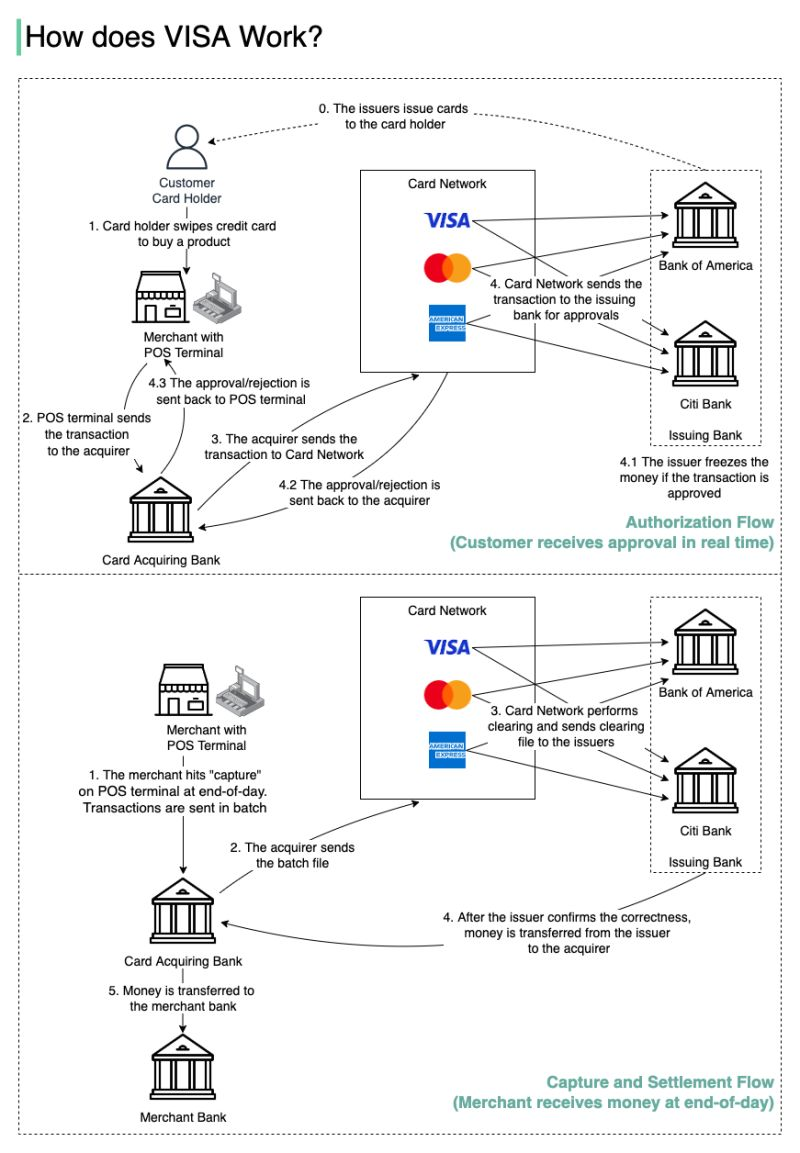 How does VISA Work?
0. The issuers issue cards
to the card holder
Customer
Card Holder
1. Card holder swipes credit card
to buy a product
Merchant with
POS Terminal
2. POS terminal sends
the transaction
to the acquirer
4.3 The approval/rejection is
sent back to POS terminal
3. The acquirer sends the
transaction to Card Network
4.2 The approval/rejection is
sent back to the acquirer
Card Acquiring Bank
Card Network
VISA
AMERICAN
EXPRESS
4. Card Network sends the
transaction to the issuing
bank for approvals
Bank of America
Citi Bank
Issuing Bank
4.1 The issuer freezes the
money if the transaction is
approved
Authorization Flow
(Customer receives approval in real time)
Card Network
VISA
AMERICAN
EXPRESS
3. Card Network performs
clearing and sends clearing
file to the issuers
Bank of America
Citi Bank
Issuing Bank
Merchant with
POS Terminal
1. The merchant hits "capture"
on POS terminal at end-of-day.
Transactions are sent in batch
2. The acquirer sends
the batch file
4. After the issuer confirms the correctness,
money is transferred from the issuer
to the acquirer
Card Acquiring Bank
5. Money is transferred to
the merchant bank
Merchant Bank
Capture and Settlement Flow
(Merchant receives money at end-of-day)